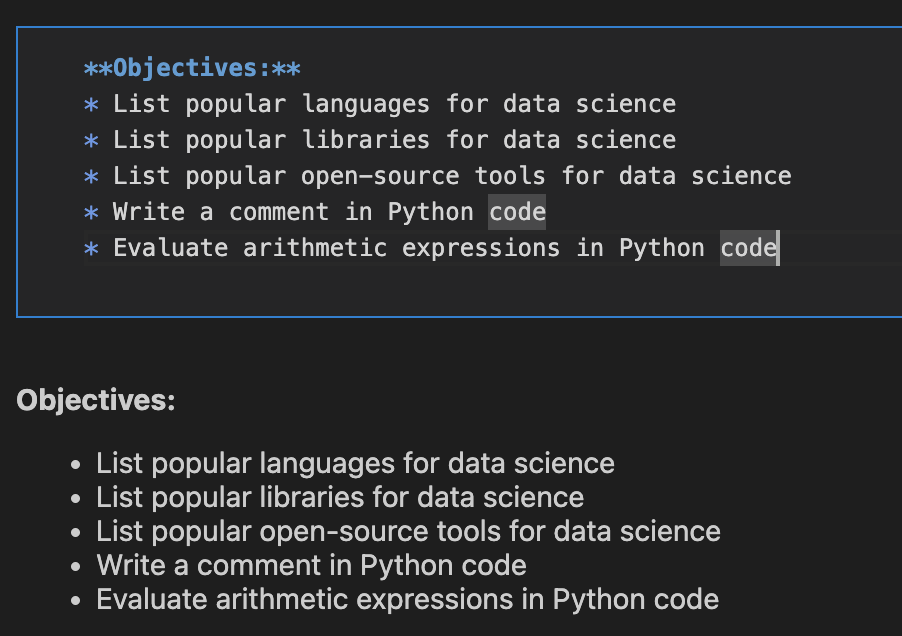 **Objectives:**
* List popular languages for data science
* List popular libraries for data science
* List popular open-source tools for data science
* Write a comment in Python code
* Evaluate arithmetic expressions in Python code
Objectives:
• List popular languages for data science
• List popular libraries for data science
• List popular open-source tools for data science
• Write a comment in Python code
• Evaluate arithmetic expressions in Python code